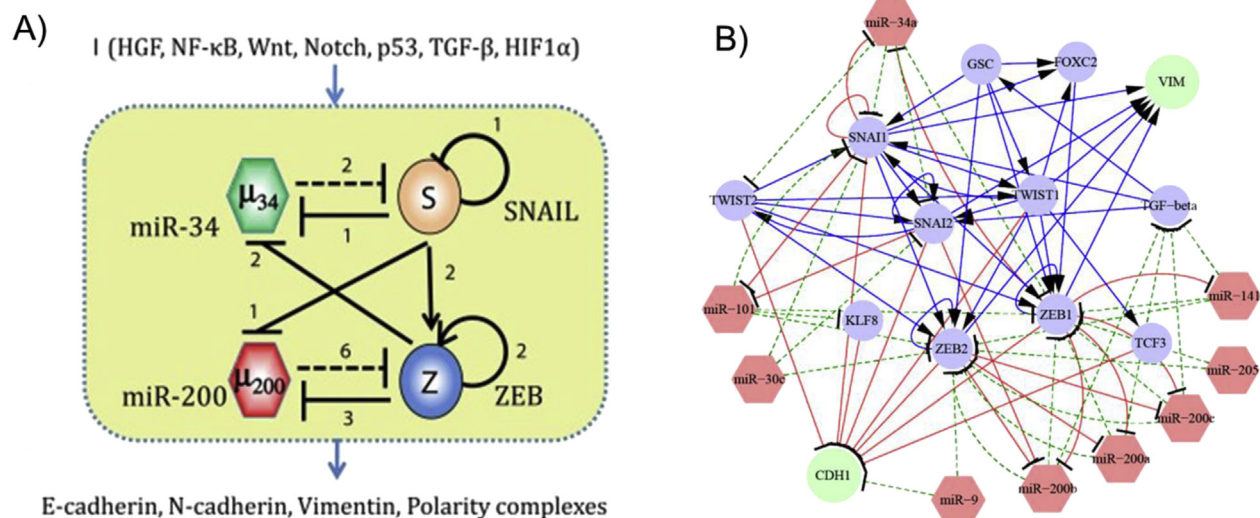 A)
I (HGF, NF-κB, Wnt, Notch, p53, TGF-β, HIF1α)
1
2
μ34
S
miR-34
SNAIL
1
2
2
1
6
2
μ200
Z
miR-200
ZEB
3
E-cadherin, N-cadherin, Vimentin, Polarity complexes
B)
miR-34a
GSC
FOXC2
VIM
SNAI1
TWIST2
TWIST1
TGF-beta
SNAI2
miR-101
miR-141
KLF8
ZEB1
ZEB2
TCF3
miR-30c
miR-205
miR-200c
miR-200a
CDH1
miR-200b
miR-9